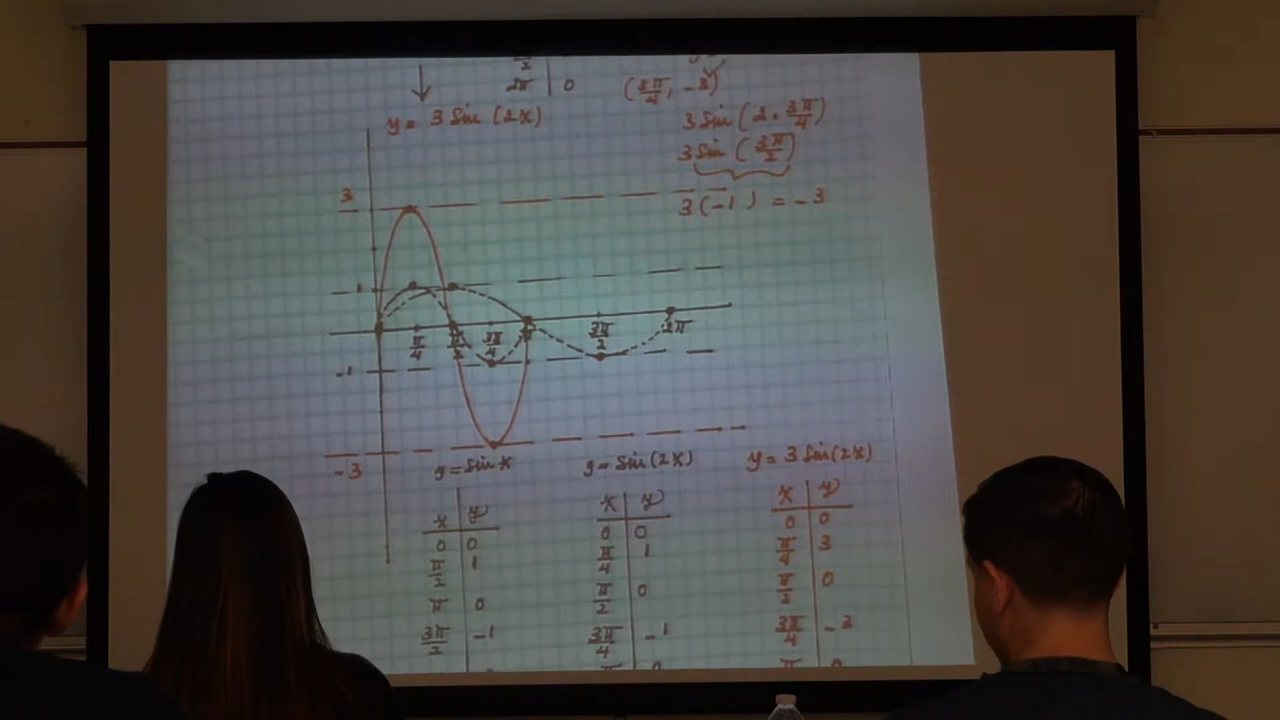 π/2
2π | 0
(3π/4, -3)
y = 3 Sin (2x)
3 Sin (2 • 3π/4)
3 Sin (3π/2)
3(-1) = -3
3
1
π/4 π/2 3π/4 π 3π/2 2π
-1
-3
y = Sin x
x | y
0 | 0
π/2 | 1
π | 0
3π/2 | -1
y = Sin (2x)
x | y
0 | 0
π/4 | 1
π/2 | 0
3π/4 | -1
π | 0
y = 3 Sin (2x)
x | y
0 | 0
π/4 | 3
π/2 | 0
3π/4 | -3
π | 0